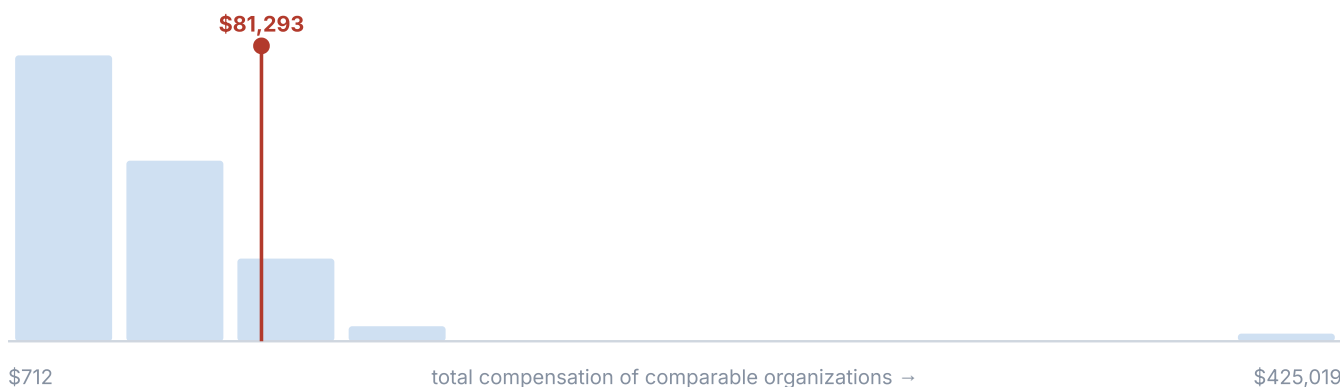 $81,293
$712
total compensation of comparable organizations →
$425,019